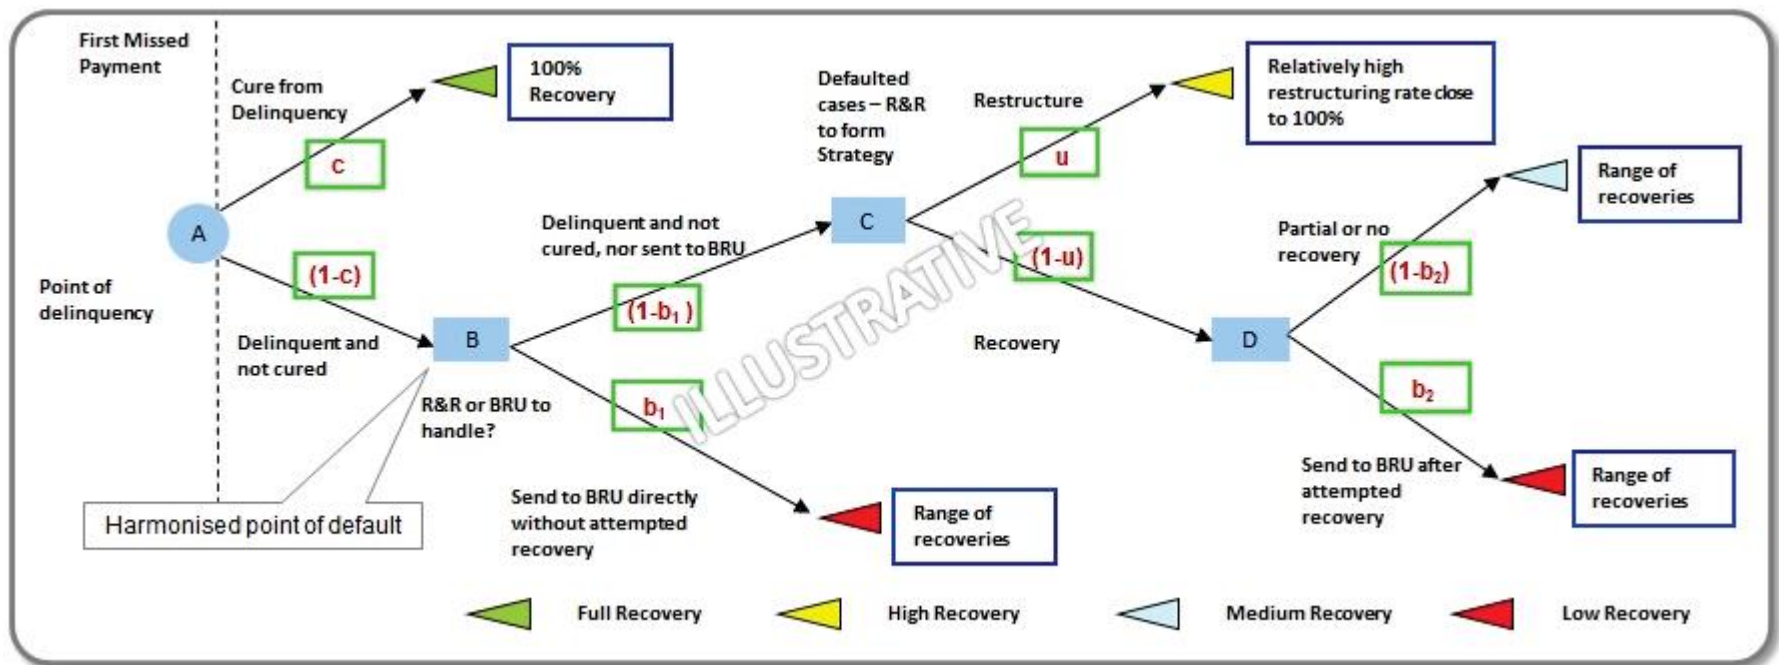 First Missed
Payment
Cure from
Delinquency
100%
Recovery
c
A
Point of
delinquency
(1-c)
Delinquent and
not cured
B
R&R or BRU to
handle?
Harmonised point of default
Delinquent and not
cured, nor sent to BRU
(1-b₁)
b₁
Send to BRU directly
without attempted
recovery
Range of
recoveries
Defaulted
cases – R&R
to form
Strategy
C
Restructure
u
Relatively high
restructuring rate close
to 100%
(1-u)
Recovery
D
Partial or no
recovery
(1-b₂)
Range of
recoveries
b₂
Send to BRU after
attempted
recovery
Range of
recoveries
ILLUSTRATIVE
Full Recovery
High Recovery
Medium Recovery
Low Recovery